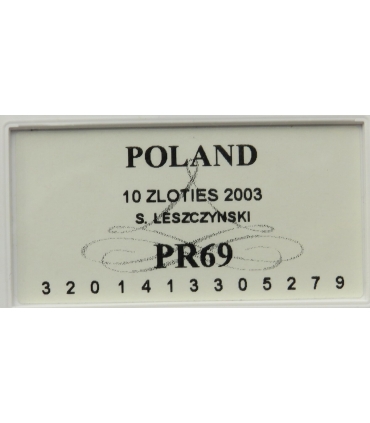 POLAND
10 ZLOTIES 2003
S. LESZCZYNSKI
PR69
3 2 0 1 4 1 3 3 0 5 2 7 9